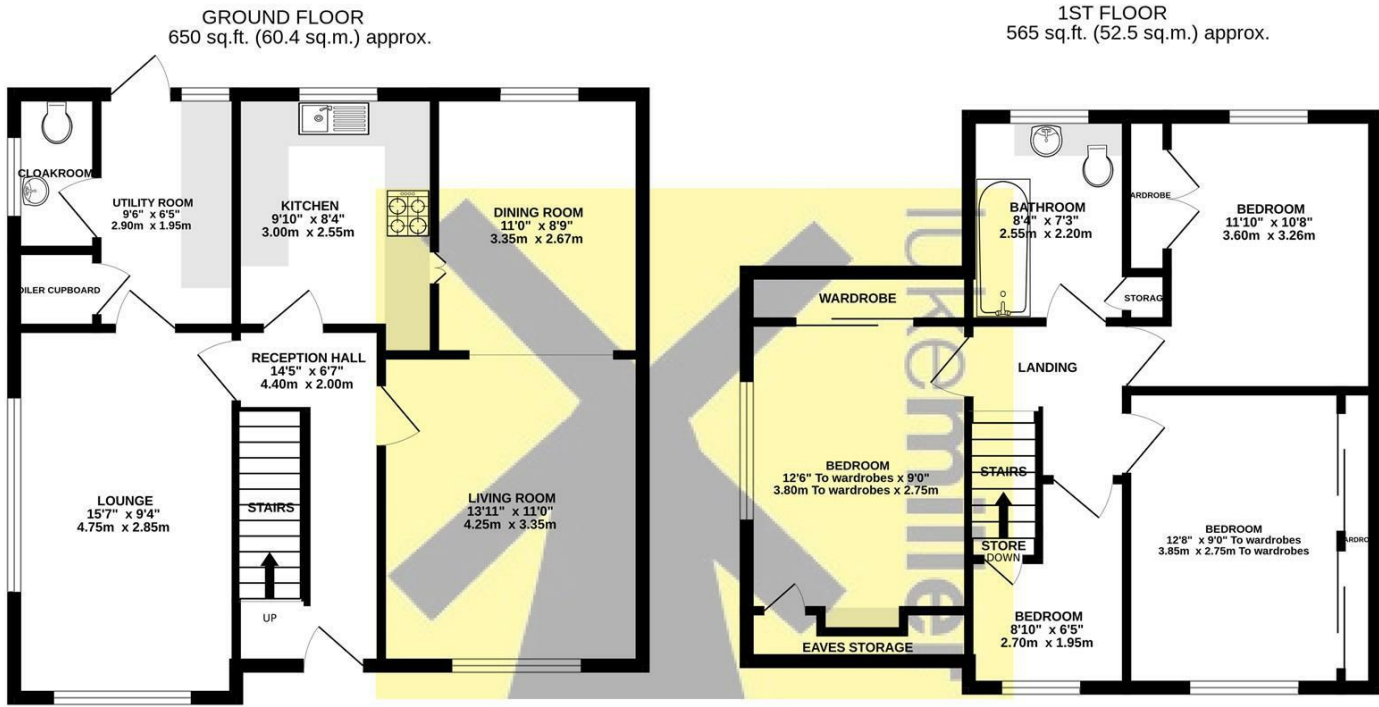 GROUND FLOOR
650 sq.ft. (60.4 sq.m.) approx.
1ST FLOOR
565 sq.ft. (52.5 sq.m.) approx.
CLOAKROOM
UTILITY ROOM
9'6" x 6'5"
2.90m x 1.95m
KITCHEN
9'10" x 8'4"
3.00m x 2.55m
DINING ROOM
11'0" x 8'9"
3.35m x 2.67m
OILER CUPBOARD
RECEPTION HALL
14'5" x 6'7"
4.40m x 2.00m
LOUNGE
15'7" x 9'4"
4.75m x 2.85m
STAIRS
UP
LIVING ROOM
13'11" x 11'0"
4.25m x 3.35m
BATHROOM
8'4" x 7'3"
2.55m x 2.20m
ARDROBE
BEDROOM
11'10" x 10'8"
3.60m x 3.26m
WARDROBE
STORAG
LANDING
BEDROOM
12'6" To wardrobes x 9'0"
3.80m To wardrobes x 2.75m
STAIRS
STORE
DOWN
BEDROOM
12'8" x 9'0" To wardrobes
3.85m x 2.75m To wardrobes
ARDRO
BEDROOM
8'10" x 6'5"
2.70m x 1.95m
EAVES STORAGE
lukemiller